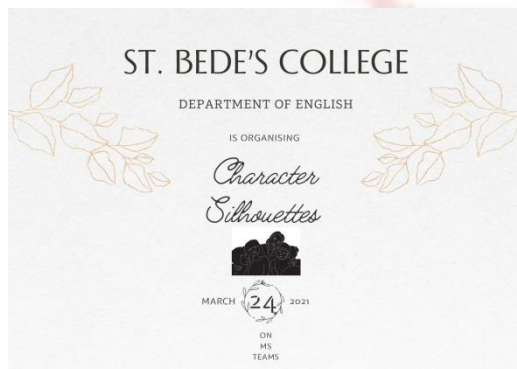 ST. BEDE'S COLLEGE
DEPARTMENT OF ENGLISH
IS ORGANISING
Character
Silhouettes
MARCH 24 2021
ON
MS
TEAMS